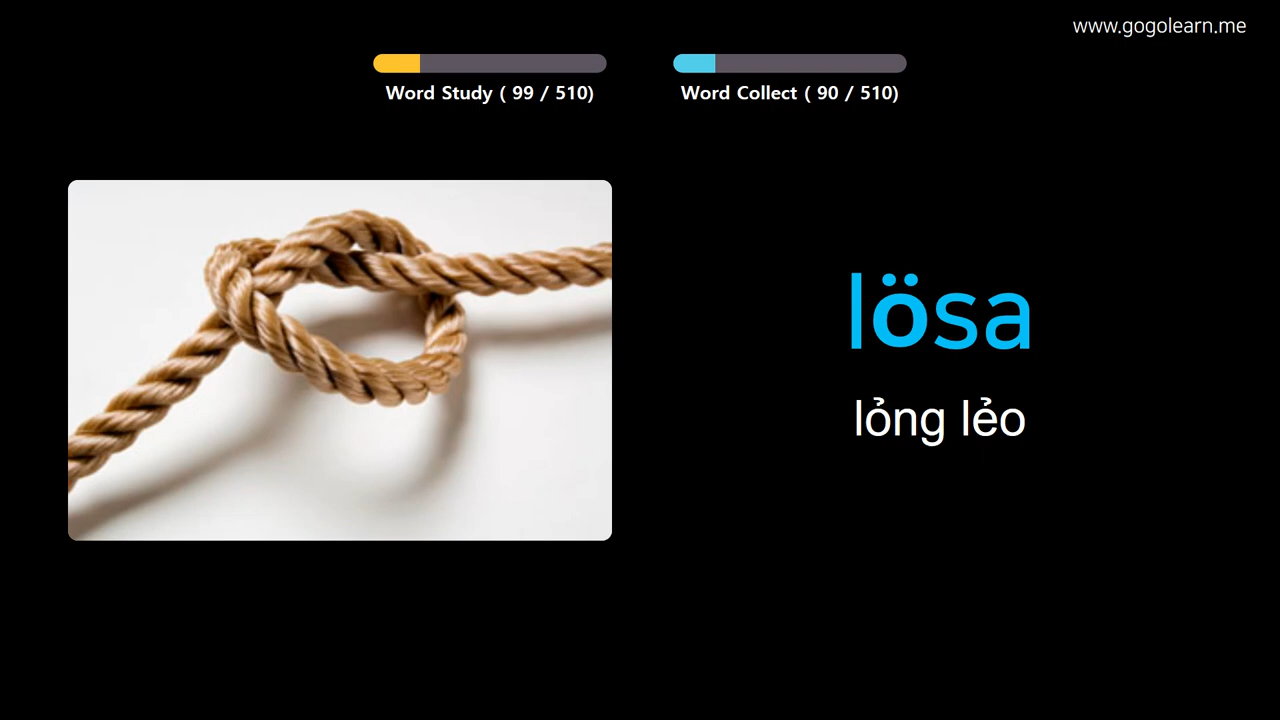 www.gogolearn.me
Word Study ( 99 / 510)
Word Collect ( 90 / 510)
lösa
lỏng lẻo